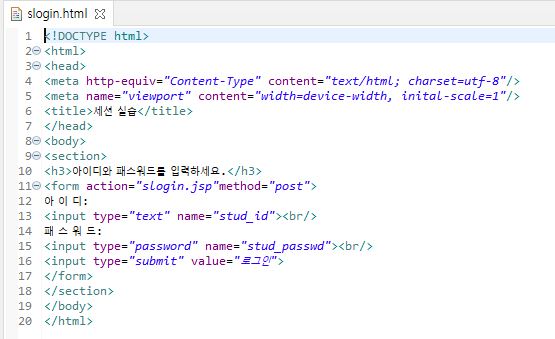 slogin.html
1 <!DOCTYPE html>
2 <html>
3 <head>
4 <meta http-equiv="Content-Type" content="text/html; charset=utf-8"/>
5 <meta name="viewport" content="width=device-width, inital-scale=1"/>
6 <title>세션 실습</title>
7 </head>
8 <body>
9 <section>
10 <h3>아이디와 패스워드를 입력하세요.</h3>
11 <form action="slogin.jsp"method="post">
12 아 이 디:
13 <input type="text" name="stud_id"><br/>
14 패 스 워 드:
15 <input type="password" name="stud_passwd"><br/>
16 <input type="submit" value="로그인">
17 </form>
18 </section>
19 </body>
20 </html>